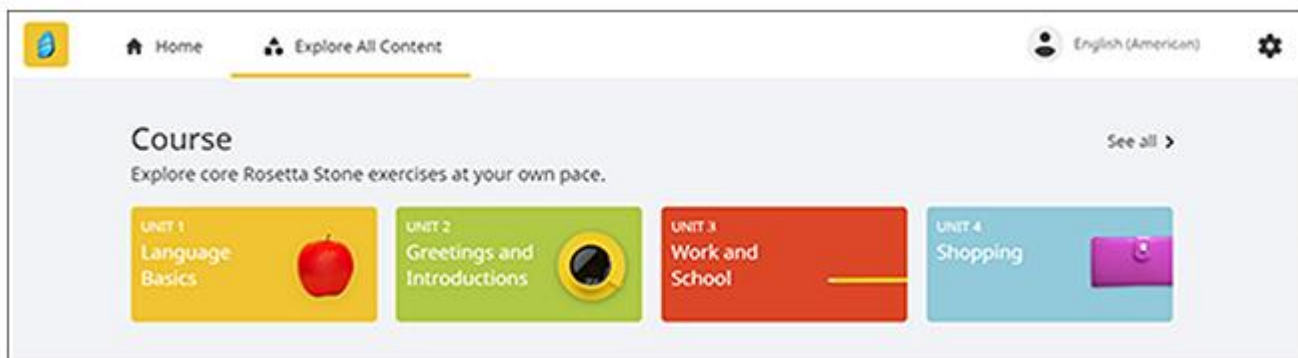 Home
Explore All Content
English (American)
Course
See all
Explore core Rosetta Stone exercises at your own pace.
UNIT 1
Language
Basics
UNIT 2
Greetings and
Introductions
UNIT 3
Work and
School
UNIT 4
Shopping